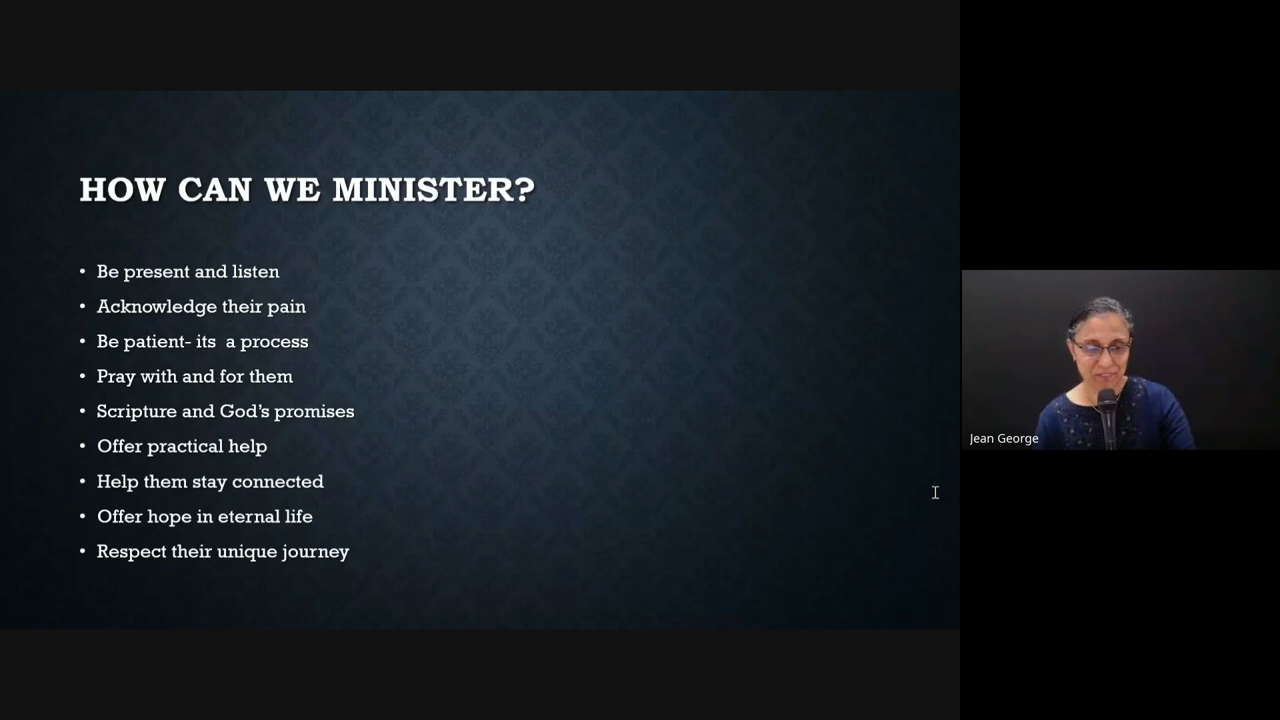 HOW CAN WE MINISTER?
• Be present and listen
• Acknowledge their pain
• Be patient- its  a process
• Pray with and for them
• Scripture and God’s promises
• Offer practical help
• Help them stay connected
• Offer hope in eternal life
• Respect their unique journey
Jean George